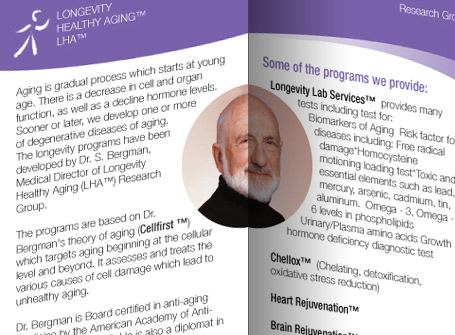 LONGEVITY
HEALTHY AGING™
LHA™
Aging is gradual process which starts at young
age. There is a decrease in cell and organ
function, as well as a decline hormone levels.
Sooner or later, we develop one or more
of degenerative diseases of aging.
The longevity programs have been
developed by Dr. S. Bergman,
Medical Director of Longevity
Healthy Aging (LHA™) Research
Group.
The programs are based on Dr.
Bergman's theory of aging (Cellfirst ™)
which targets aging beginning at the cellular
level and beyond. It assesses and treats the
various causes of cell damage which lead to
unhealthy aging.
Dr. Bergman is Board certified in anti-aging
by the American Academy of Anti-
is also a diplomat in
Research
Some of the programs we provide:
Longevity Lab Services™ provides many
tests including test for:
Biomarkers of Aging Risk factor fo
diseases including: Free radical
damage*Homocysteine
motioning loading test*Toxic and
essential elements such as lead,
mercury, arsenic, cadmium, tin,
aluminum. Omega - 3, Omega -
6 levels in phospholipids
Urinary/Plasma amino acids Growth
hormone deficiency diagnostic test
Chellox™ (Chelating, detoxification,
oxidative stress reduction)
Heart Rejuvenation™
Brain Rejuvenation™